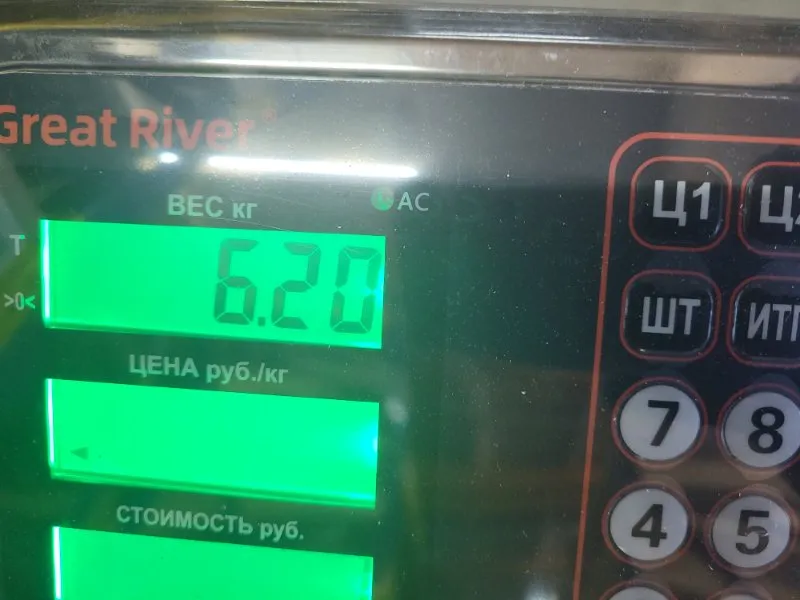 Great River
ВЕС кг
AC
T
6.20
>0<
ЦЕНА руб./кг
СТОИМОСТЬ руб.
Ц1
ШТ
7
8
4
5